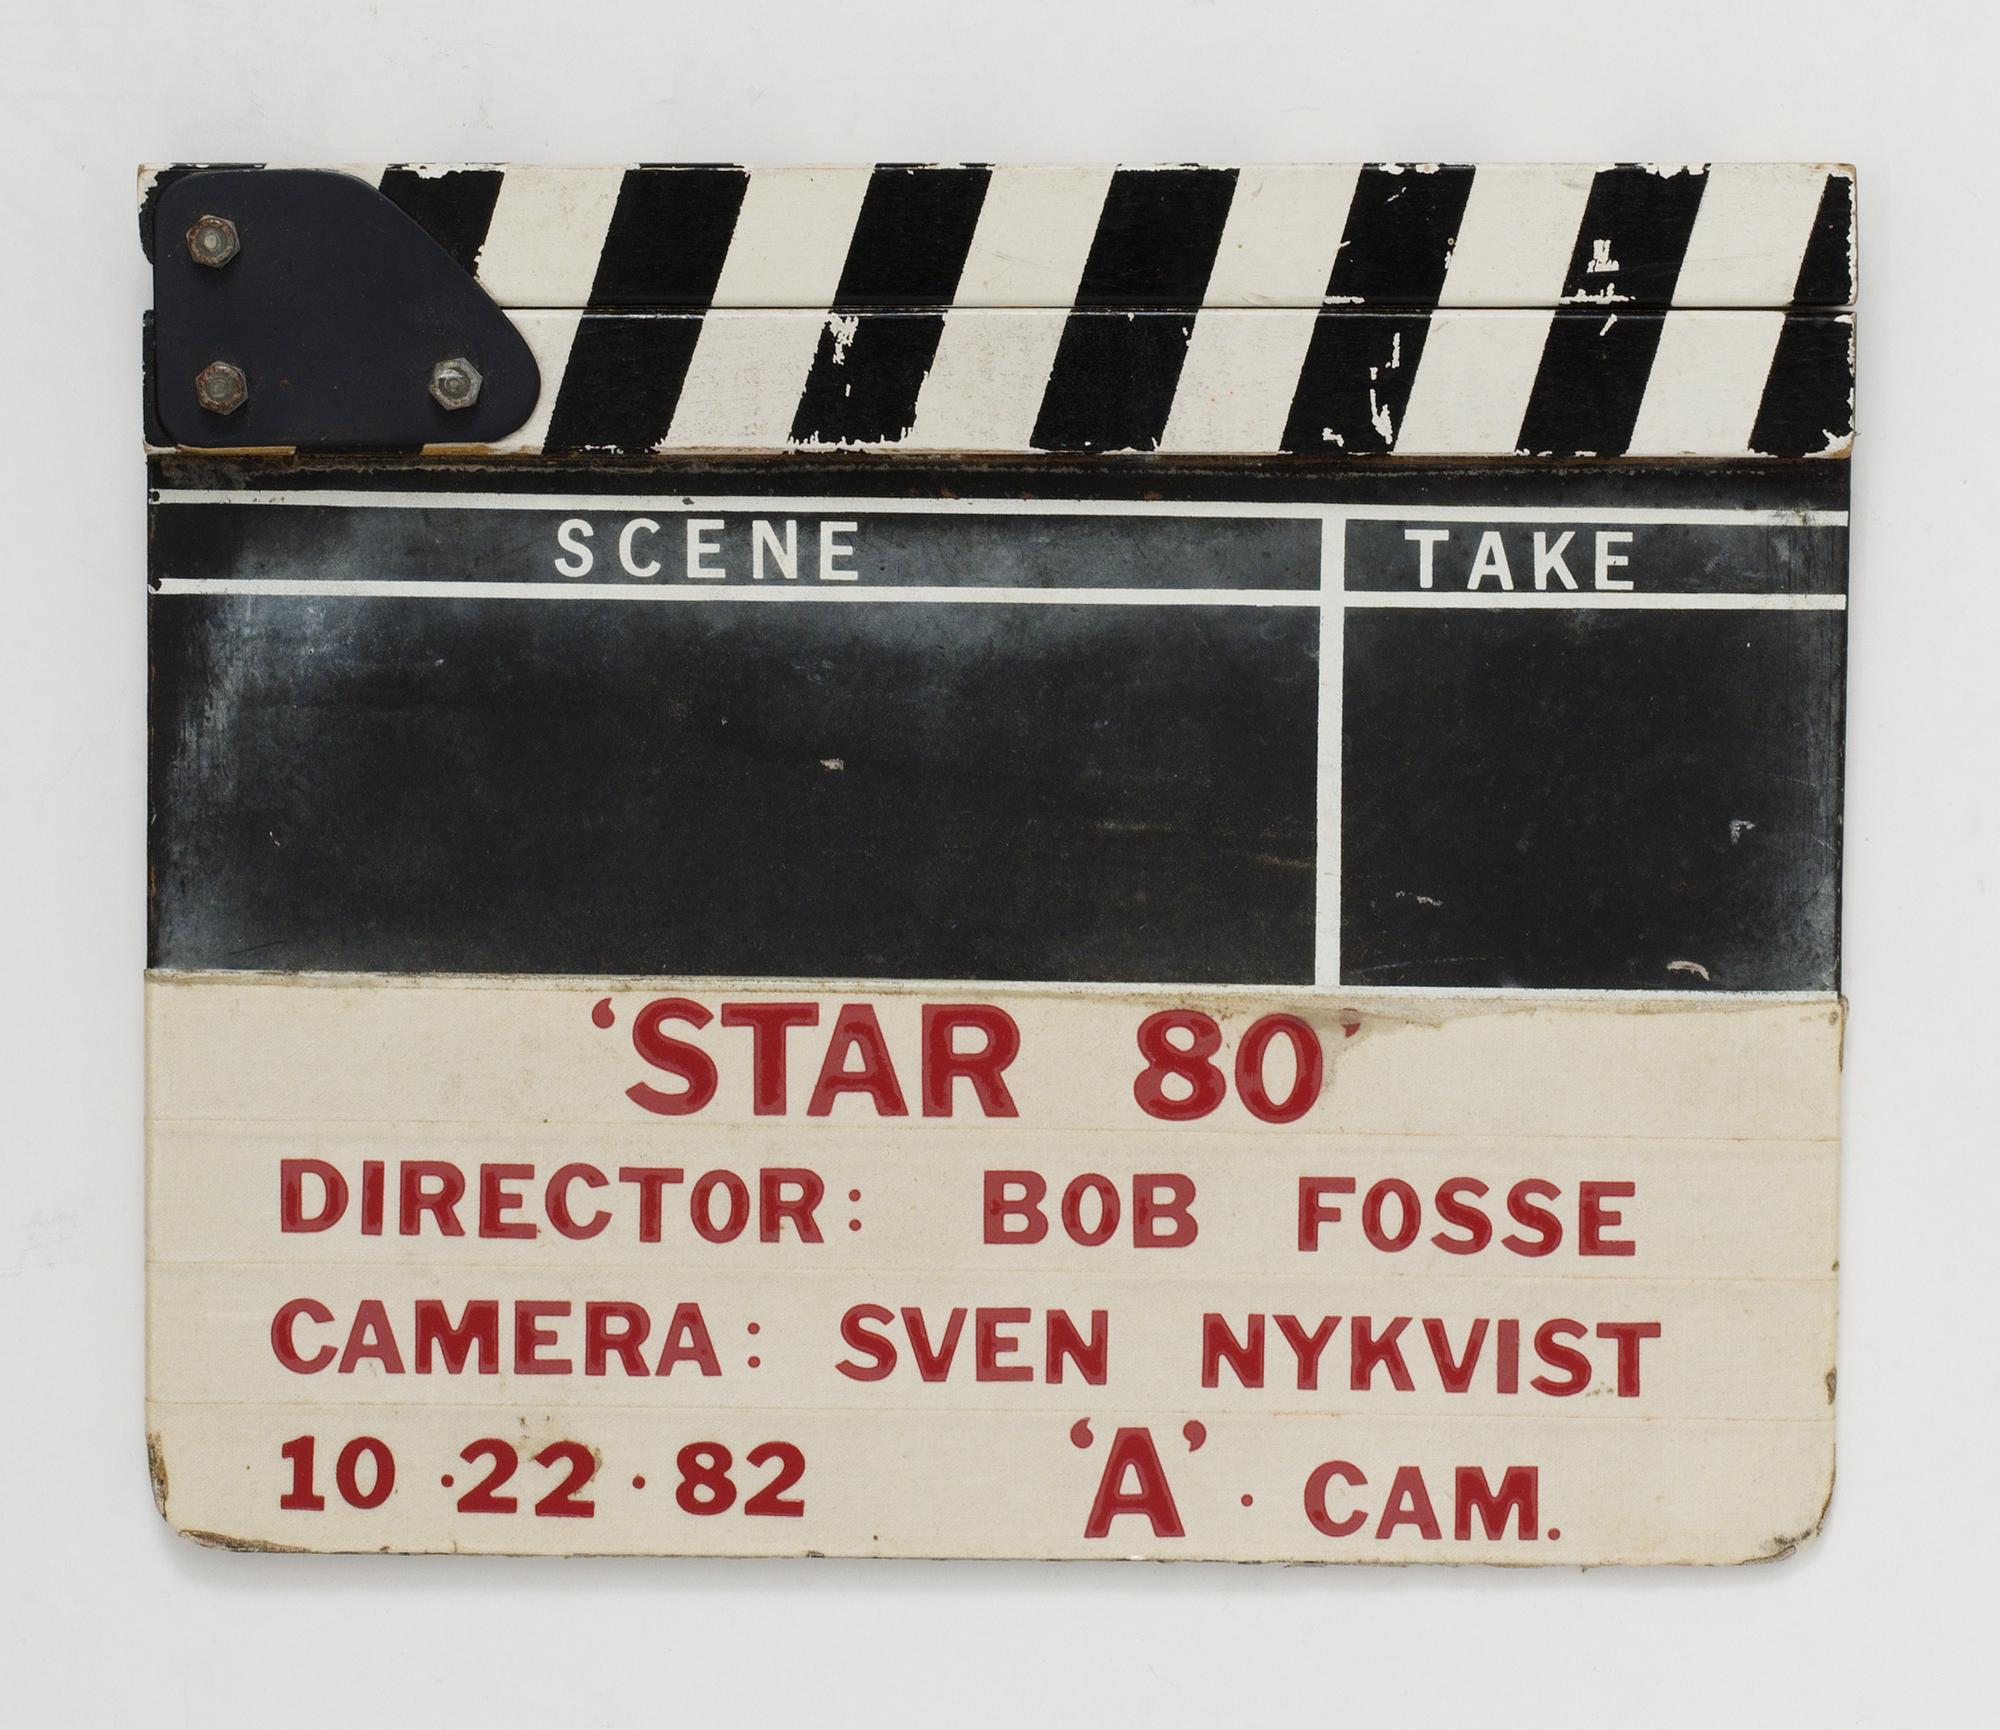 SCENE TAKE
‘STAR 80’
DIRECTOR: BOB FOSSE
CAMERA: SVEN NYKVIST
10·22·82 ‘A’·CAM.